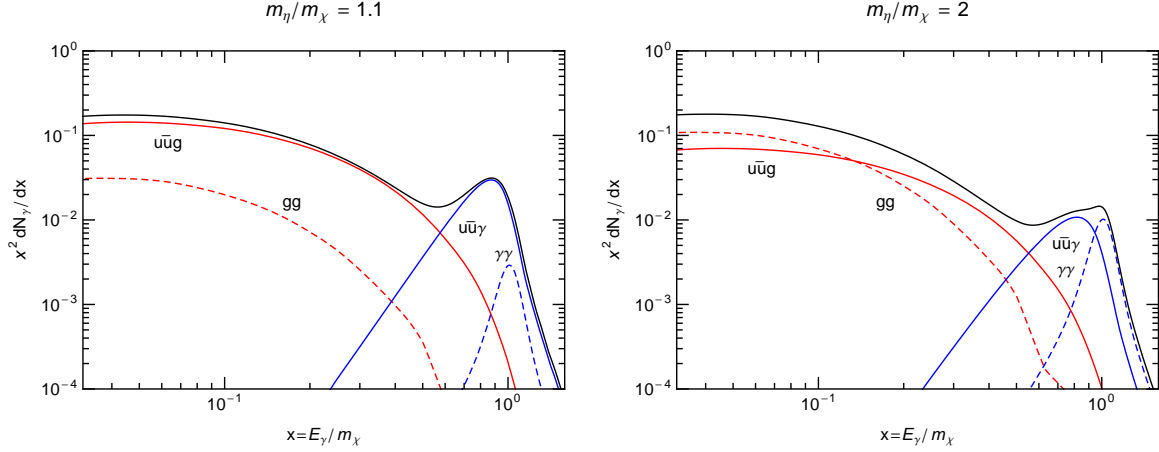 m_η/m_χ = 1.1
10^0
10^-1
10^-2
10^-3
10^-4
x^2 dN_γ/dx
uūg
gg
uūγ
γγ
10^-1
10^0
x=E_γ/m_χ
m_η/m_χ = 2
10^0
10^-1
10^-2
10^-3
10^-4
x^2 dN_γ/dx
uūg
gg
uūγ
γγ
10^-1
10^0
x=E_γ/m_χ